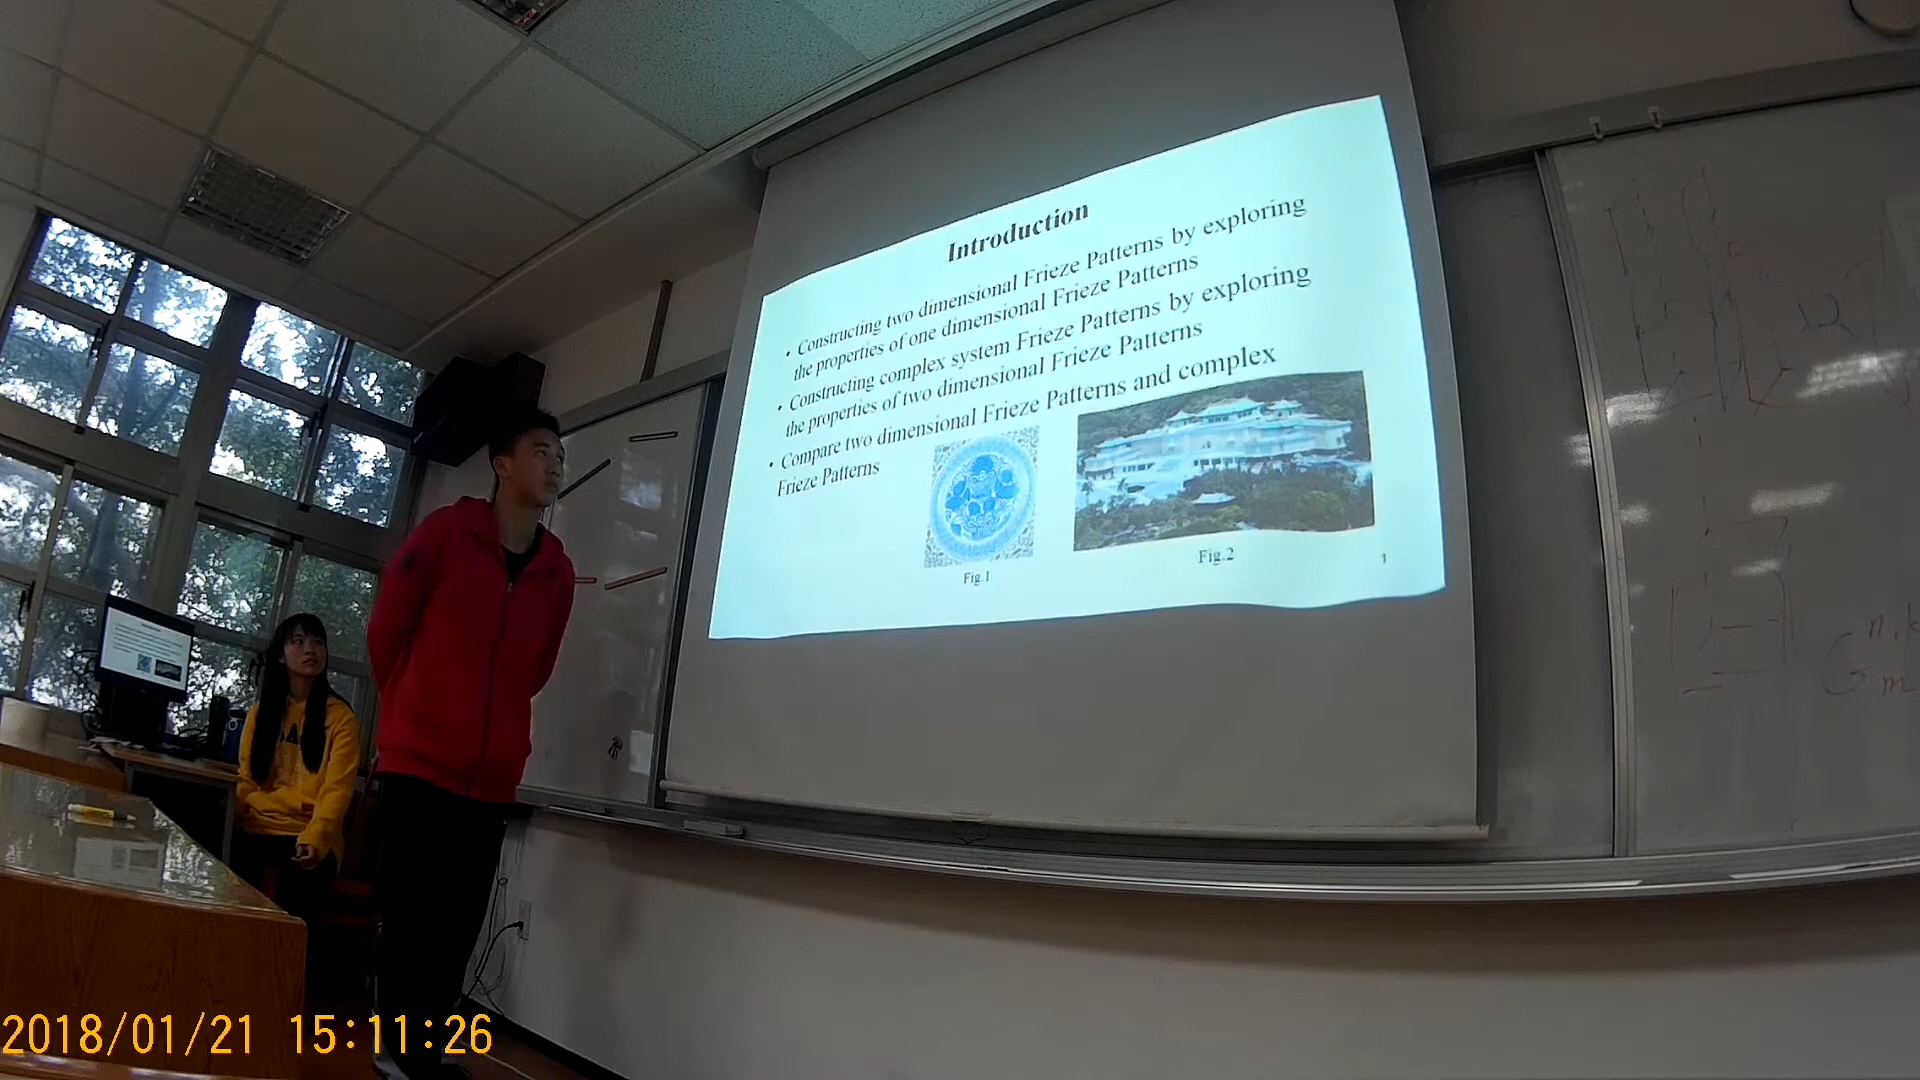 Introduction
• Constructing two dimensional Frieze Patterns by exploring
the properties of one dimensional Frieze Patterns
• Constructing complex system Frieze Patterns by exploring
the properties of two dimensional Frieze Patterns
• Compare two dimensional Frieze Patterns and complex
Frieze Patterns
Fig.1
Fig.2
1
n,k
m
2018/01/21 15:11:26